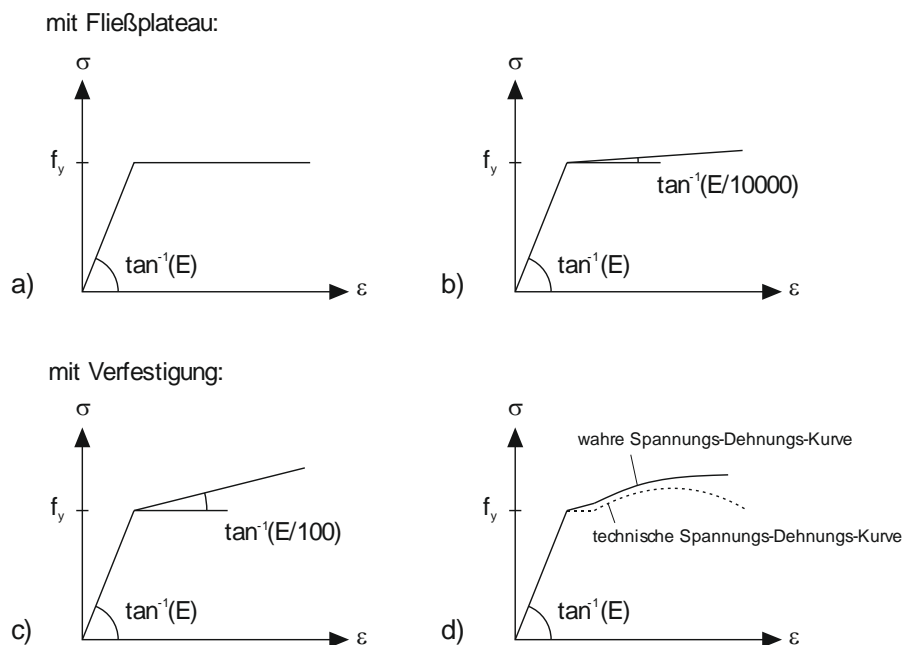 mit Fließplateau:
σ
f_y
tan⁻¹(E)
a)
ε
σ
tan⁻¹(E/10000)
tan⁻¹(E)
b)
ε
mit Verfestigung:
σ
f_y
tan⁻¹(E/100)
tan⁻¹(E)
c)
ε
σ
wahre Spannungs-Dehnungs-Kurve
f_y
technische Spannungs-Dehnungs-Kurve
tan⁻¹(E)
d)
ε